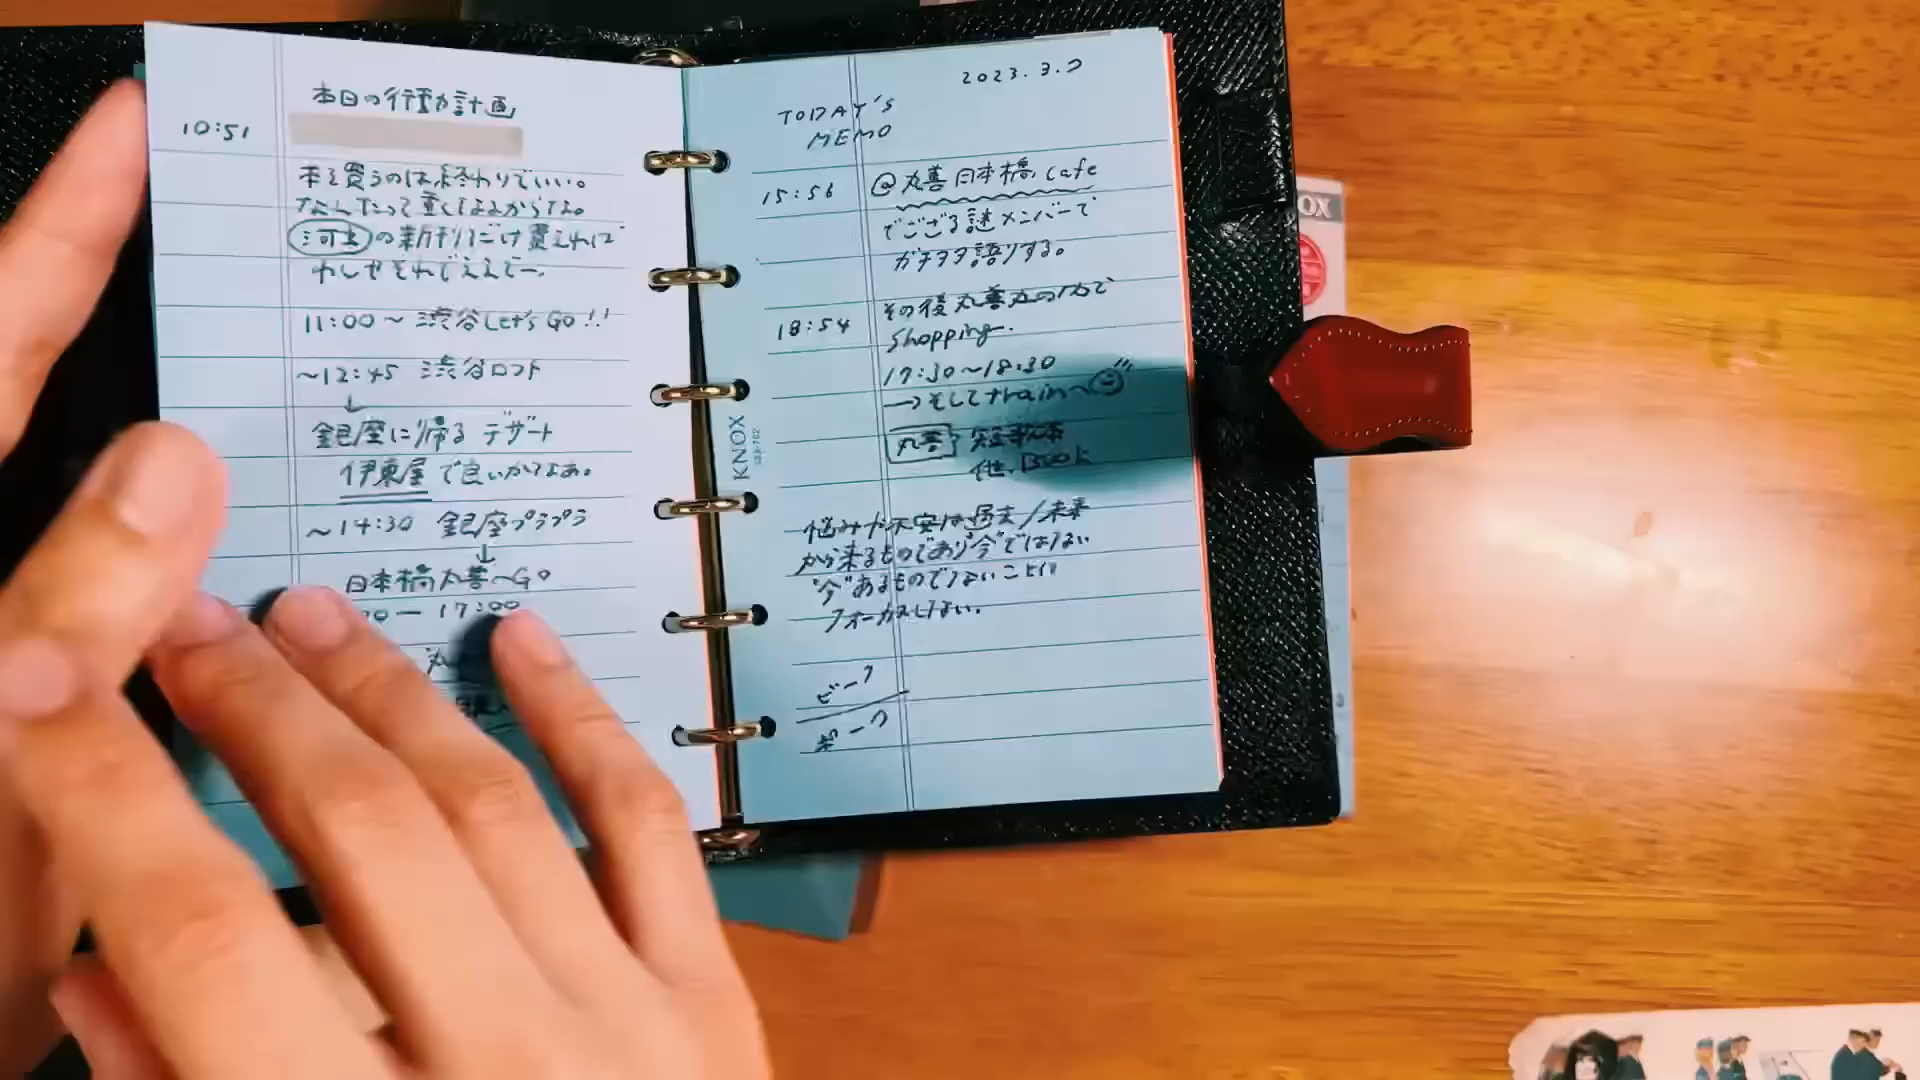 本日の行動計画
10:51
本を買うのは、終わりでいい。
なんたって重くなるからなぁ。
河出の新刊だけ買えれば
わしゃそれでええでー。
11:00〜渋谷Let's GO!!
〜12:45 渋谷ロフト
↓
銀座に帰る デザート
伊東屋で良いかなぁ。
〜14:30 銀座プラプラ
↓
日本橋丸善へGO
17:00
2023.3.
TODAY'S
MEMO
15:56 @丸善日本橋 cafe
でござる謎メンバーで
ガチヲタ語りする。
18:54 その後丸善丸の内で
Shopping.
17:30〜18:30
→そしてtrainへ
丸善
他、
悩みや不安は過去/未来
から来るものであり"今"ではない
"今"あるものでないことに
フォーカスしない。
KNOX
OX